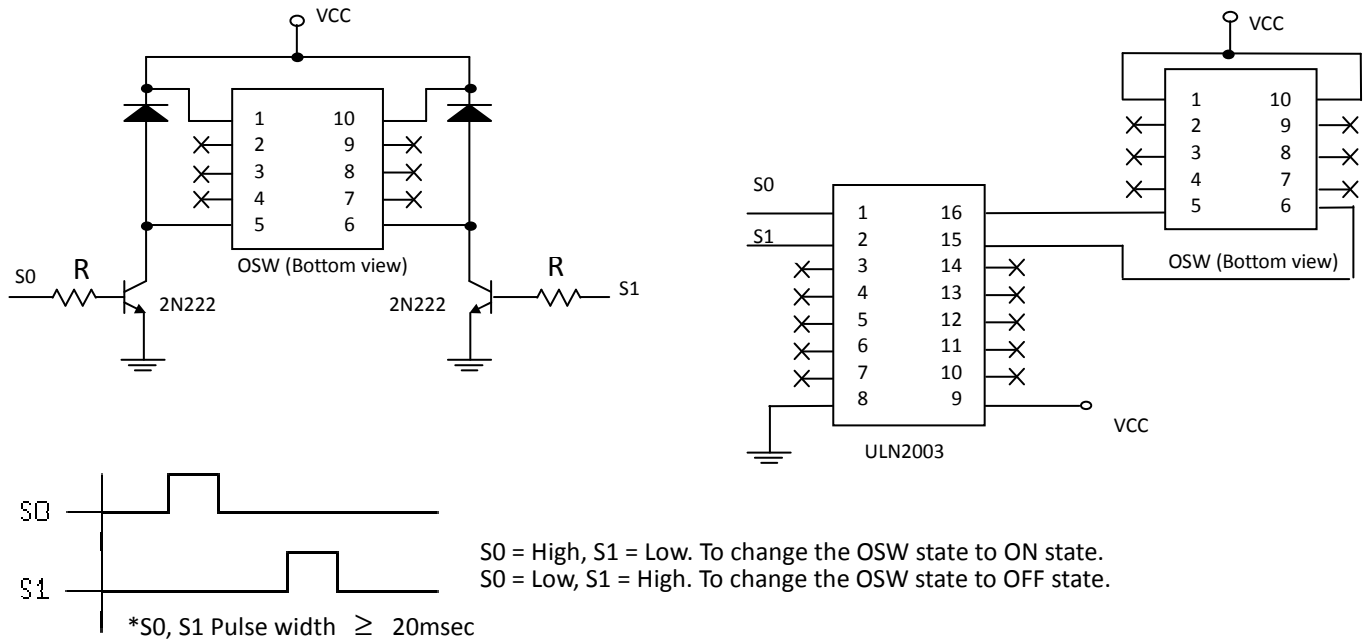 VCC
1 10
2 9
3 8
4 7
5 6
OSW (Bottom view)
S0
R
2N222
2N222
R
S1
VCC
1 10
2 9
3 8
4 7
5 6
OSW (Bottom view)
S0
S1
1 16
2 15
3 14
4 13
5 12
6 11
7 10
8 9
VCC
ULN2003
S0
S1
*S0, S1 Pulse width ≥ 20msec
S0 = High, S1 = Low. To change the OSW state to ON state.
S0 = Low, S1 = High. To change the OSW state to OFF state.